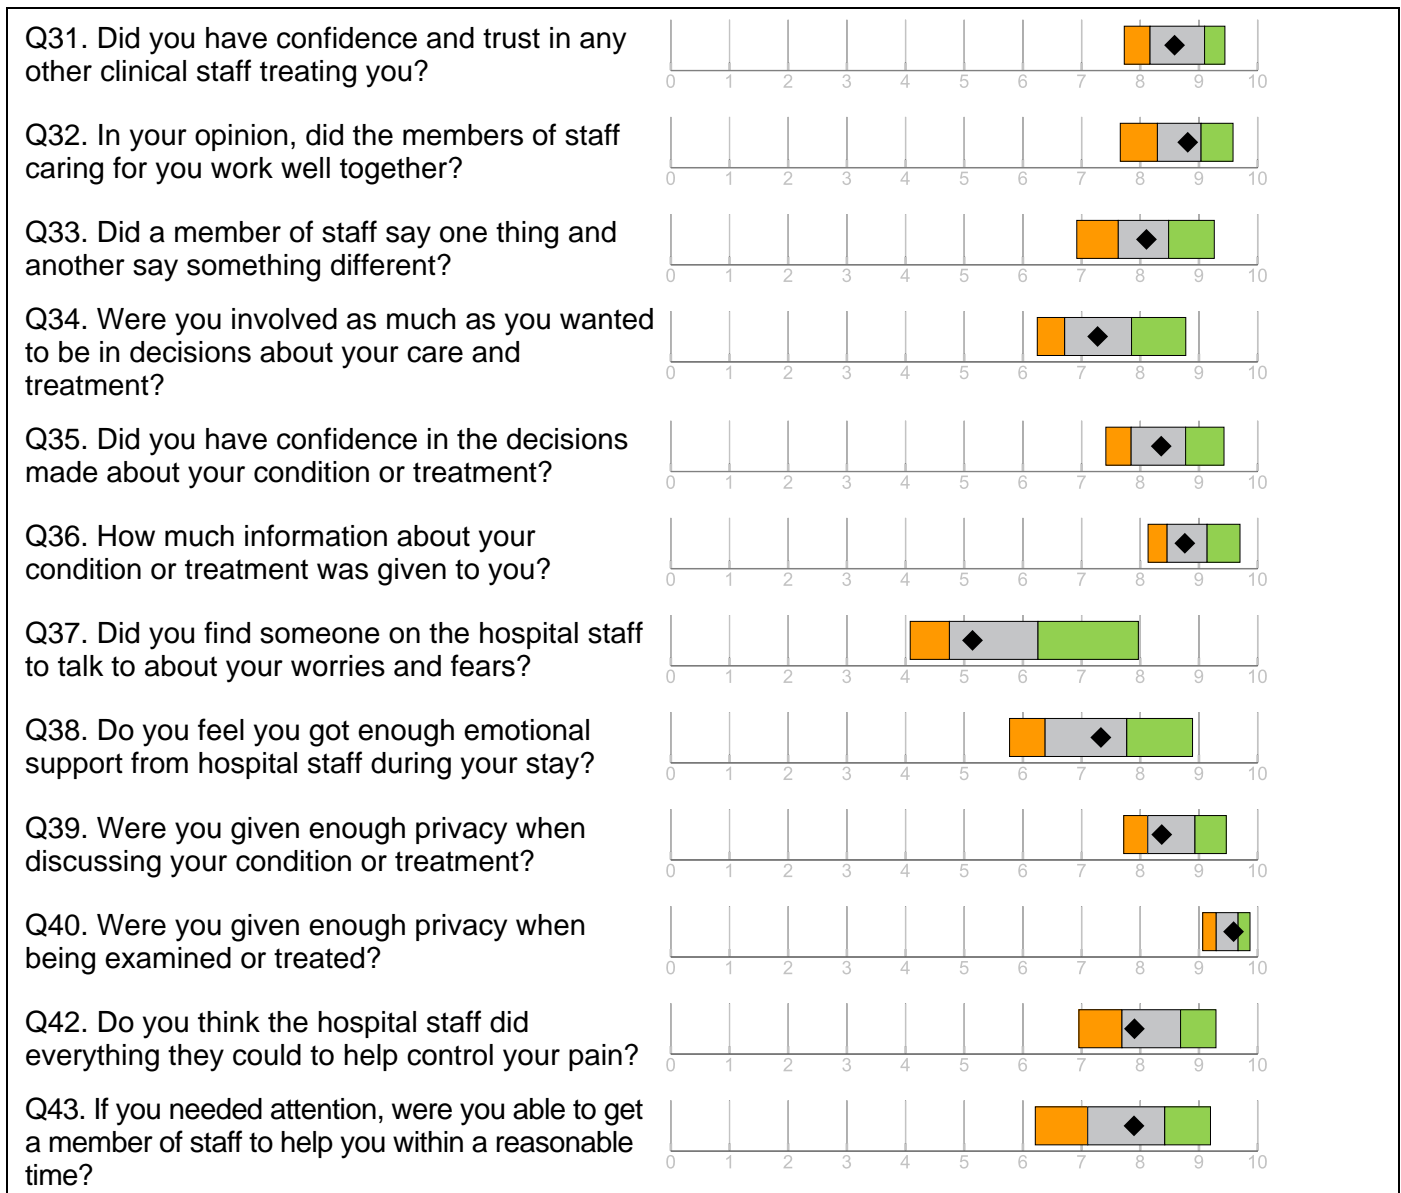 Q31. Did you have confidence and trust in any
other clinical staff treating you?
0 1 2 3 4 5 6 7 8 9 10
Q32. In your opinion, did the members of staff
caring for you work well together?
0 1 2 3 4 5 6 7 8 9 10
Q33. Did a member of staff say one thing and
another say something different?
0 1 2 3 4 5 6 7 8 9 10
Q34. Were you involved as much as you wanted
to be in decisions about your care and
treatment?
0 1 2 3 4 5 6 7 8 9 10
Q35. Did you have confidence in the decisions
made about your condition or treatment?
0 1 2 3 4 5 6 7 8 9 10
Q36. How much information about your
condition or treatment was given to you?
0 1 2 3 4 5 6 7 8 9 10
Q37. Did you find someone on the hospital staff
to talk to about your worries and fears?
0 1 2 3 4 5 6 7 8 9 10
Q38. Do you feel you got enough emotional
support from hospital staff during your stay?
0 1 2 3 4 5 6 7 8 9 10
Q39. Were you given enough privacy when
discussing your condition or treatment?
0 1 2 3 4 5 6 7 8 9 10
Q40. Were you given enough privacy when
being examined or treated?
0 1 2 3 4 5 6 7 8 9 10
Q42. Do you think the hospital staff did
everything they could to help control your pain?
0 1 2 3 4 5 6 7 8 9 10
Q43. If you needed attention, were you able to get
a member of staff to help you within a reasonable
time?
0 1 2 3 4 5 6 7 8 9 10